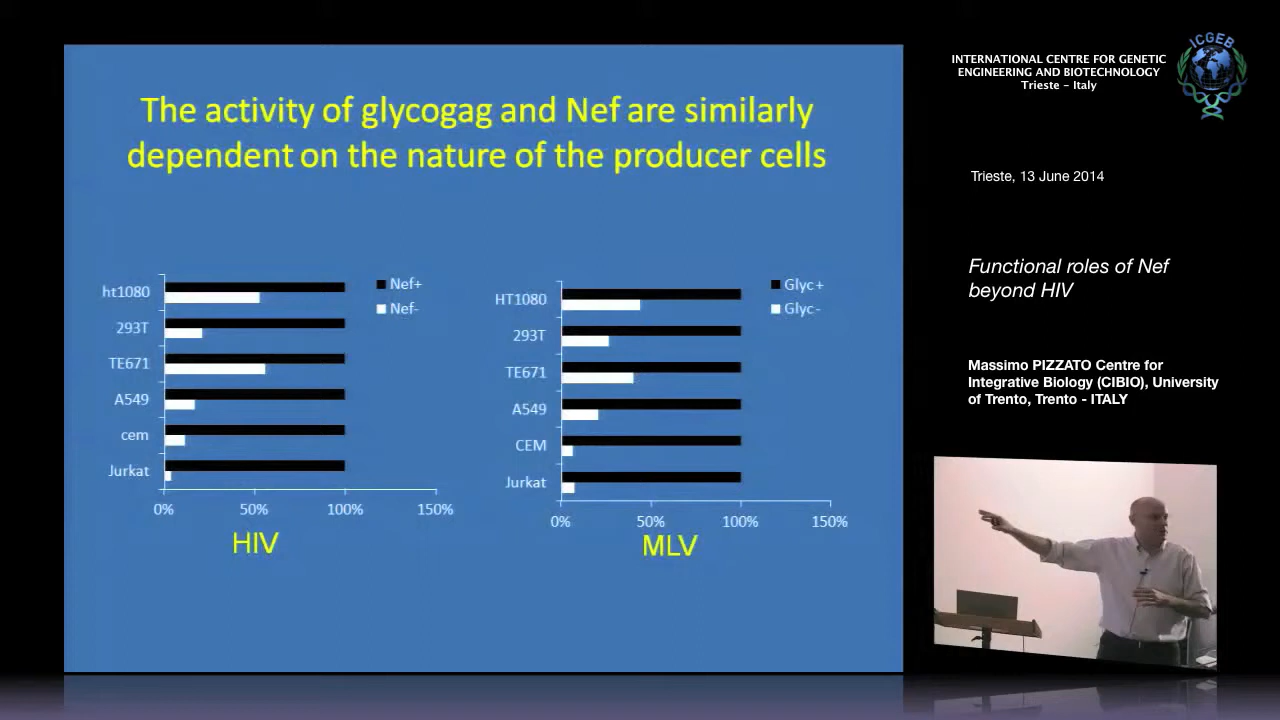 The activity of glycogag and Nef are similarly
dependent on the nature of the producer cells
ht1080
293T
TE671
A549
cem
Jurkat
0%
50%
100%
150%
Nef+
Nef-
HIV
HT1080
293T
TE671
A549
CEM
Jurkat
0%
50%
100%
150%
Glyc+
Glyc-
MLV
INTERNATIONAL CENTRE FOR GENETIC
ENGINEERING AND BIOTECHNOLOGY
Trieste - Italy
ICGEB
Trieste, 13 June 2014
Functional roles of Nef
beyond HIV
Massimo PIZZATO Centre for
Integrative Biology (CIBIO), University
of Trento, Trento - ITALY